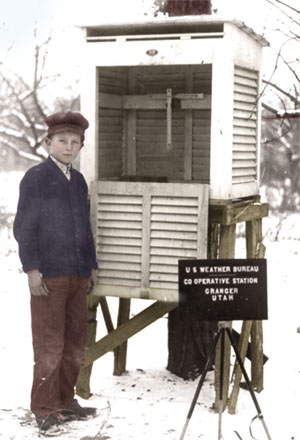 U S WEATHER BUREAU
CO OPERATIVE STATION
GRANGER
UTAH